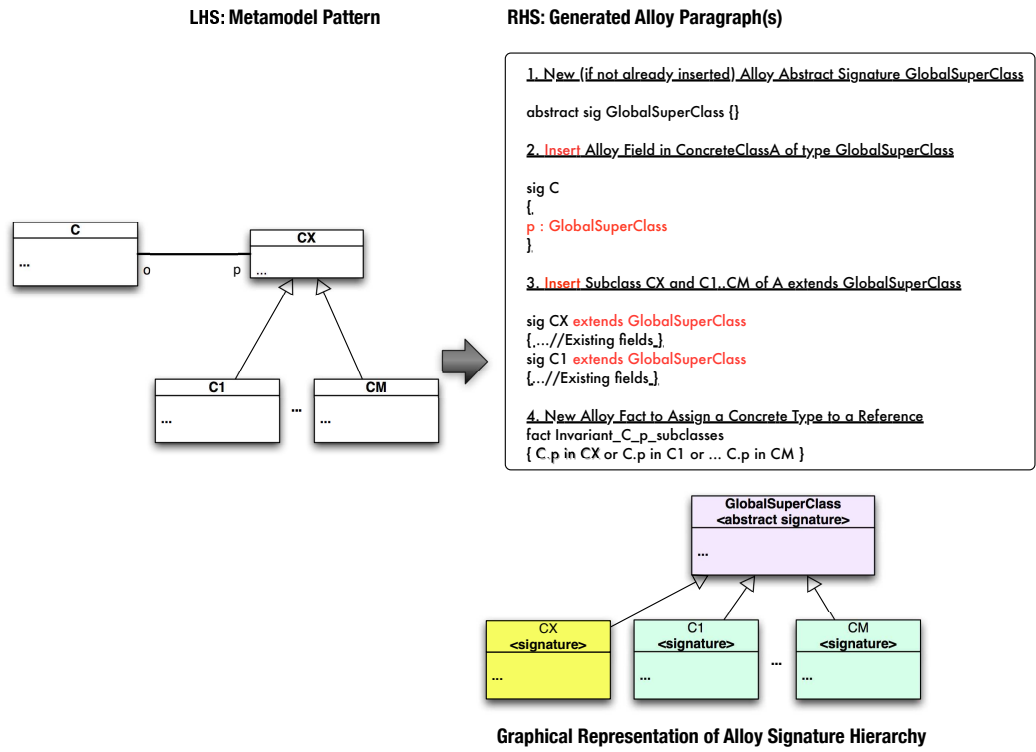 LHS: Metamodel Pattern
RHS: Generated Alloy Paragraph(s)
C
...
o
p
CX
...
C1
...
...
CM
...
1. New (if not already inserted) Alloy Abstract Signature GlobalSuperClass
abstract sig GlobalSuperClass {}
2. Insert Alloy Field in ConcreteClassA of type GlobalSuperClass
sig C
{
p : GlobalSuperClass
}
3. Insert Subclass CX and C1..CM of A extends GlobalSuperClass
sig CX extends GlobalSuperClass
{ ...//Existing fields }
sig C1 extends GlobalSuperClass
{...//Existing fields }
4. New Alloy Fact to Assign a Concrete Type to a Reference
fact Invariant_C_p_subclasses
{ C.p in CX or C.p in C1 or ... C.p in CM }
GlobalSuperClass
<abstract signature>
...
CX
<signature>
...
C1
<signature>
...
...
CM
<signature>
...
Graphical Representation of Alloy Signature Hierarchy